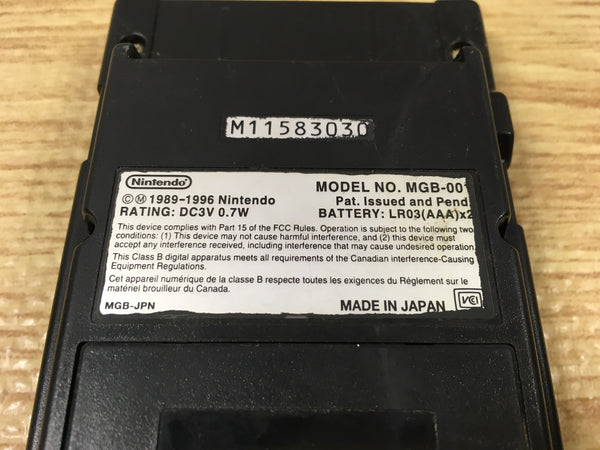 M11583030
Nintendo
©Ⓜ 1989-1996 Nintendo
MODEL NO. MGB-001
Pat. Issued and Pend.
RATING: DC3V 0.7W
BATTERY: LR03(AAA)x2
This device complies with Part 15 of FCC Rules. Operation is subject to the following two
conditions: (1) This device may not cause harmful interference, and (2) this device must
accept any interference received, including interference that may cause undesired operation.
This Class B digital apparatus meets all requirements of the Canadian Interference-Causing
Equipment Regulations.
Cet appareil numérique de la classe B respecte toutes les exigences du Règlement sur le
matériel brouilleur du Canada.
MGB-JPN
MADE IN JAPAN
VCI